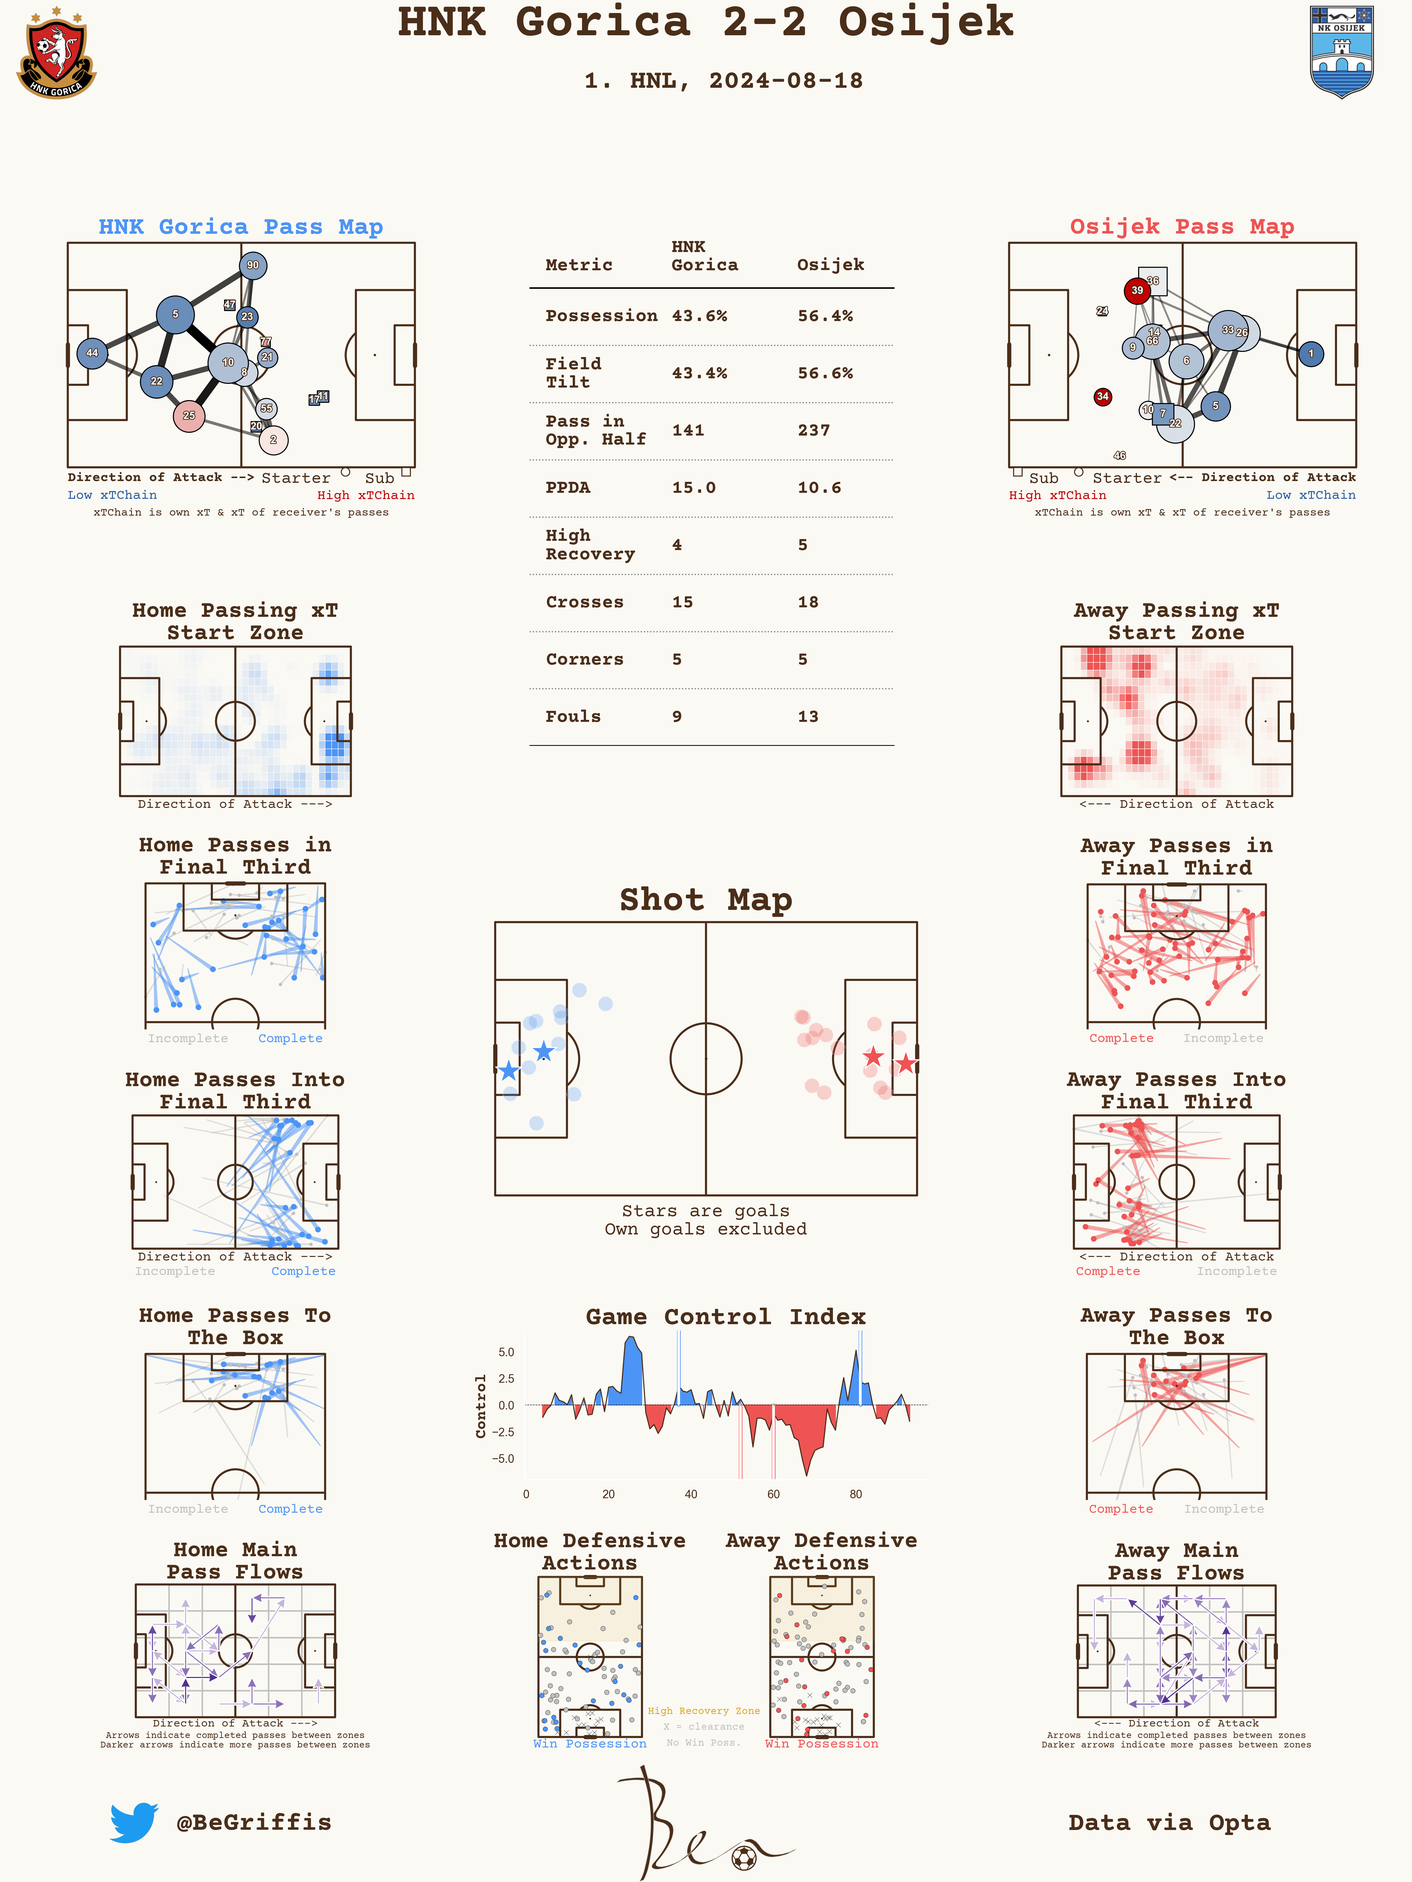 HNK Gorica 2-2 Osijek
1. HNL, 2024-08-18
HNK GORICA
NK OSIJEK
HNK Gorica Pass Map
90
47
5
23
77
44
10
21
8
22
25
55
20
2
17
11
Direction of Attack --> Starter Sub
Low xTChain High xTChain
xTChain is own xT & xT of receiver's passes
Metric HNK Gorica Osijek
Possession 43.6% 56.4%
Field Tilt 43.4% 56.6%
Pass in Opp. Half 141 237
PPDA 15.0 10.6
High Recovery 4 5
Crosses 15 18
Corners 5 5
Fouls 9 13
Osijek Pass Map
36
39
24
14
33
26
9
66
6
1
34
10
7
5
22
46
Sub Starter <-- Direction of Attack
High xTChain Low xTChain
xTChain is own xT & xT of receiver's passes
Home Passing xT
Start Zone
Direction of Attack --->
Away Passing xT
Start Zone
<--- Direction of Attack
Home Passes in
Final Third
Incomplete Complete
Away Passes in
Final Third
Complete Incomplete
Shot Map
Stars are goals
Own goals excluded
Home Passes Into
Final Third
Direction of Attack --->
Incomplete Complete
Away Passes Into
Final Third
<--- Direction of Attack
Complete Incomplete
Home Passes To
The Box
Incomplete Complete
Game Control Index
Control
5.0
2.5
0.0
−2.5
−5.0
0 20 40 60 80
Away Passes To
The Box
Complete Incomplete
Home Main
Pass Flows
Direction of Attack --->
Arrows indicate completed passes between zones
Darker arrows indicate more passes between zones
Home Defensive
Actions
Win Possession
Away Defensive
Actions
Win Possession
High Recovery Zone
X = clearance
No Win Poss.
Away Main
Pass Flows
<--- Direction of Attack
Arrows indicate completed passes between zones
Darker arrows indicate more passes between zones
@BeGriffis
Ben
Data via Opta